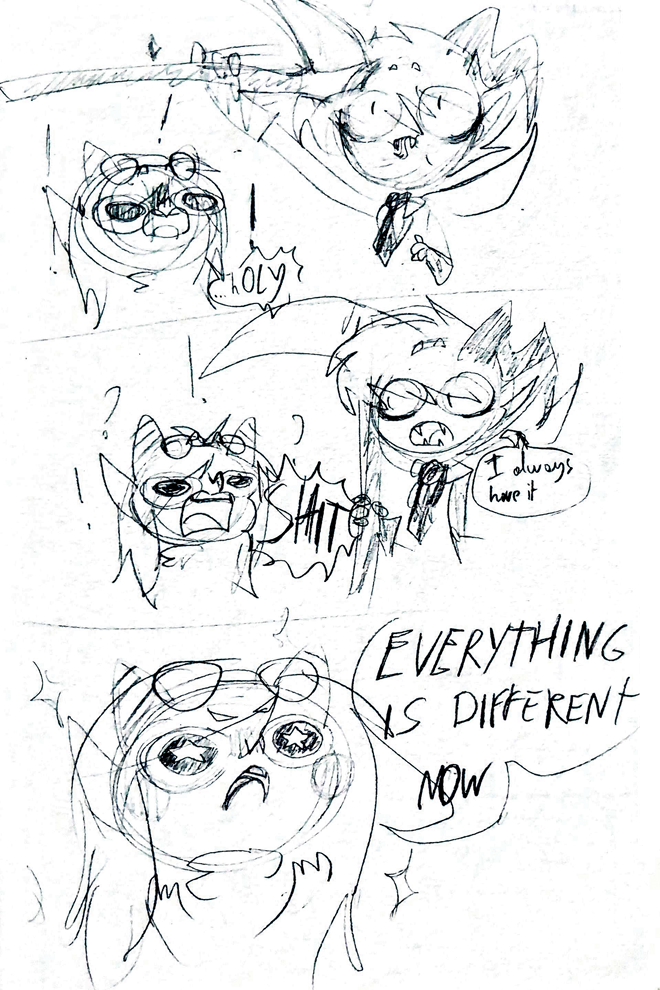 ...hOLY
SHIT
I always
have it
EVERYTHING
IS DIFFERENT
NOW